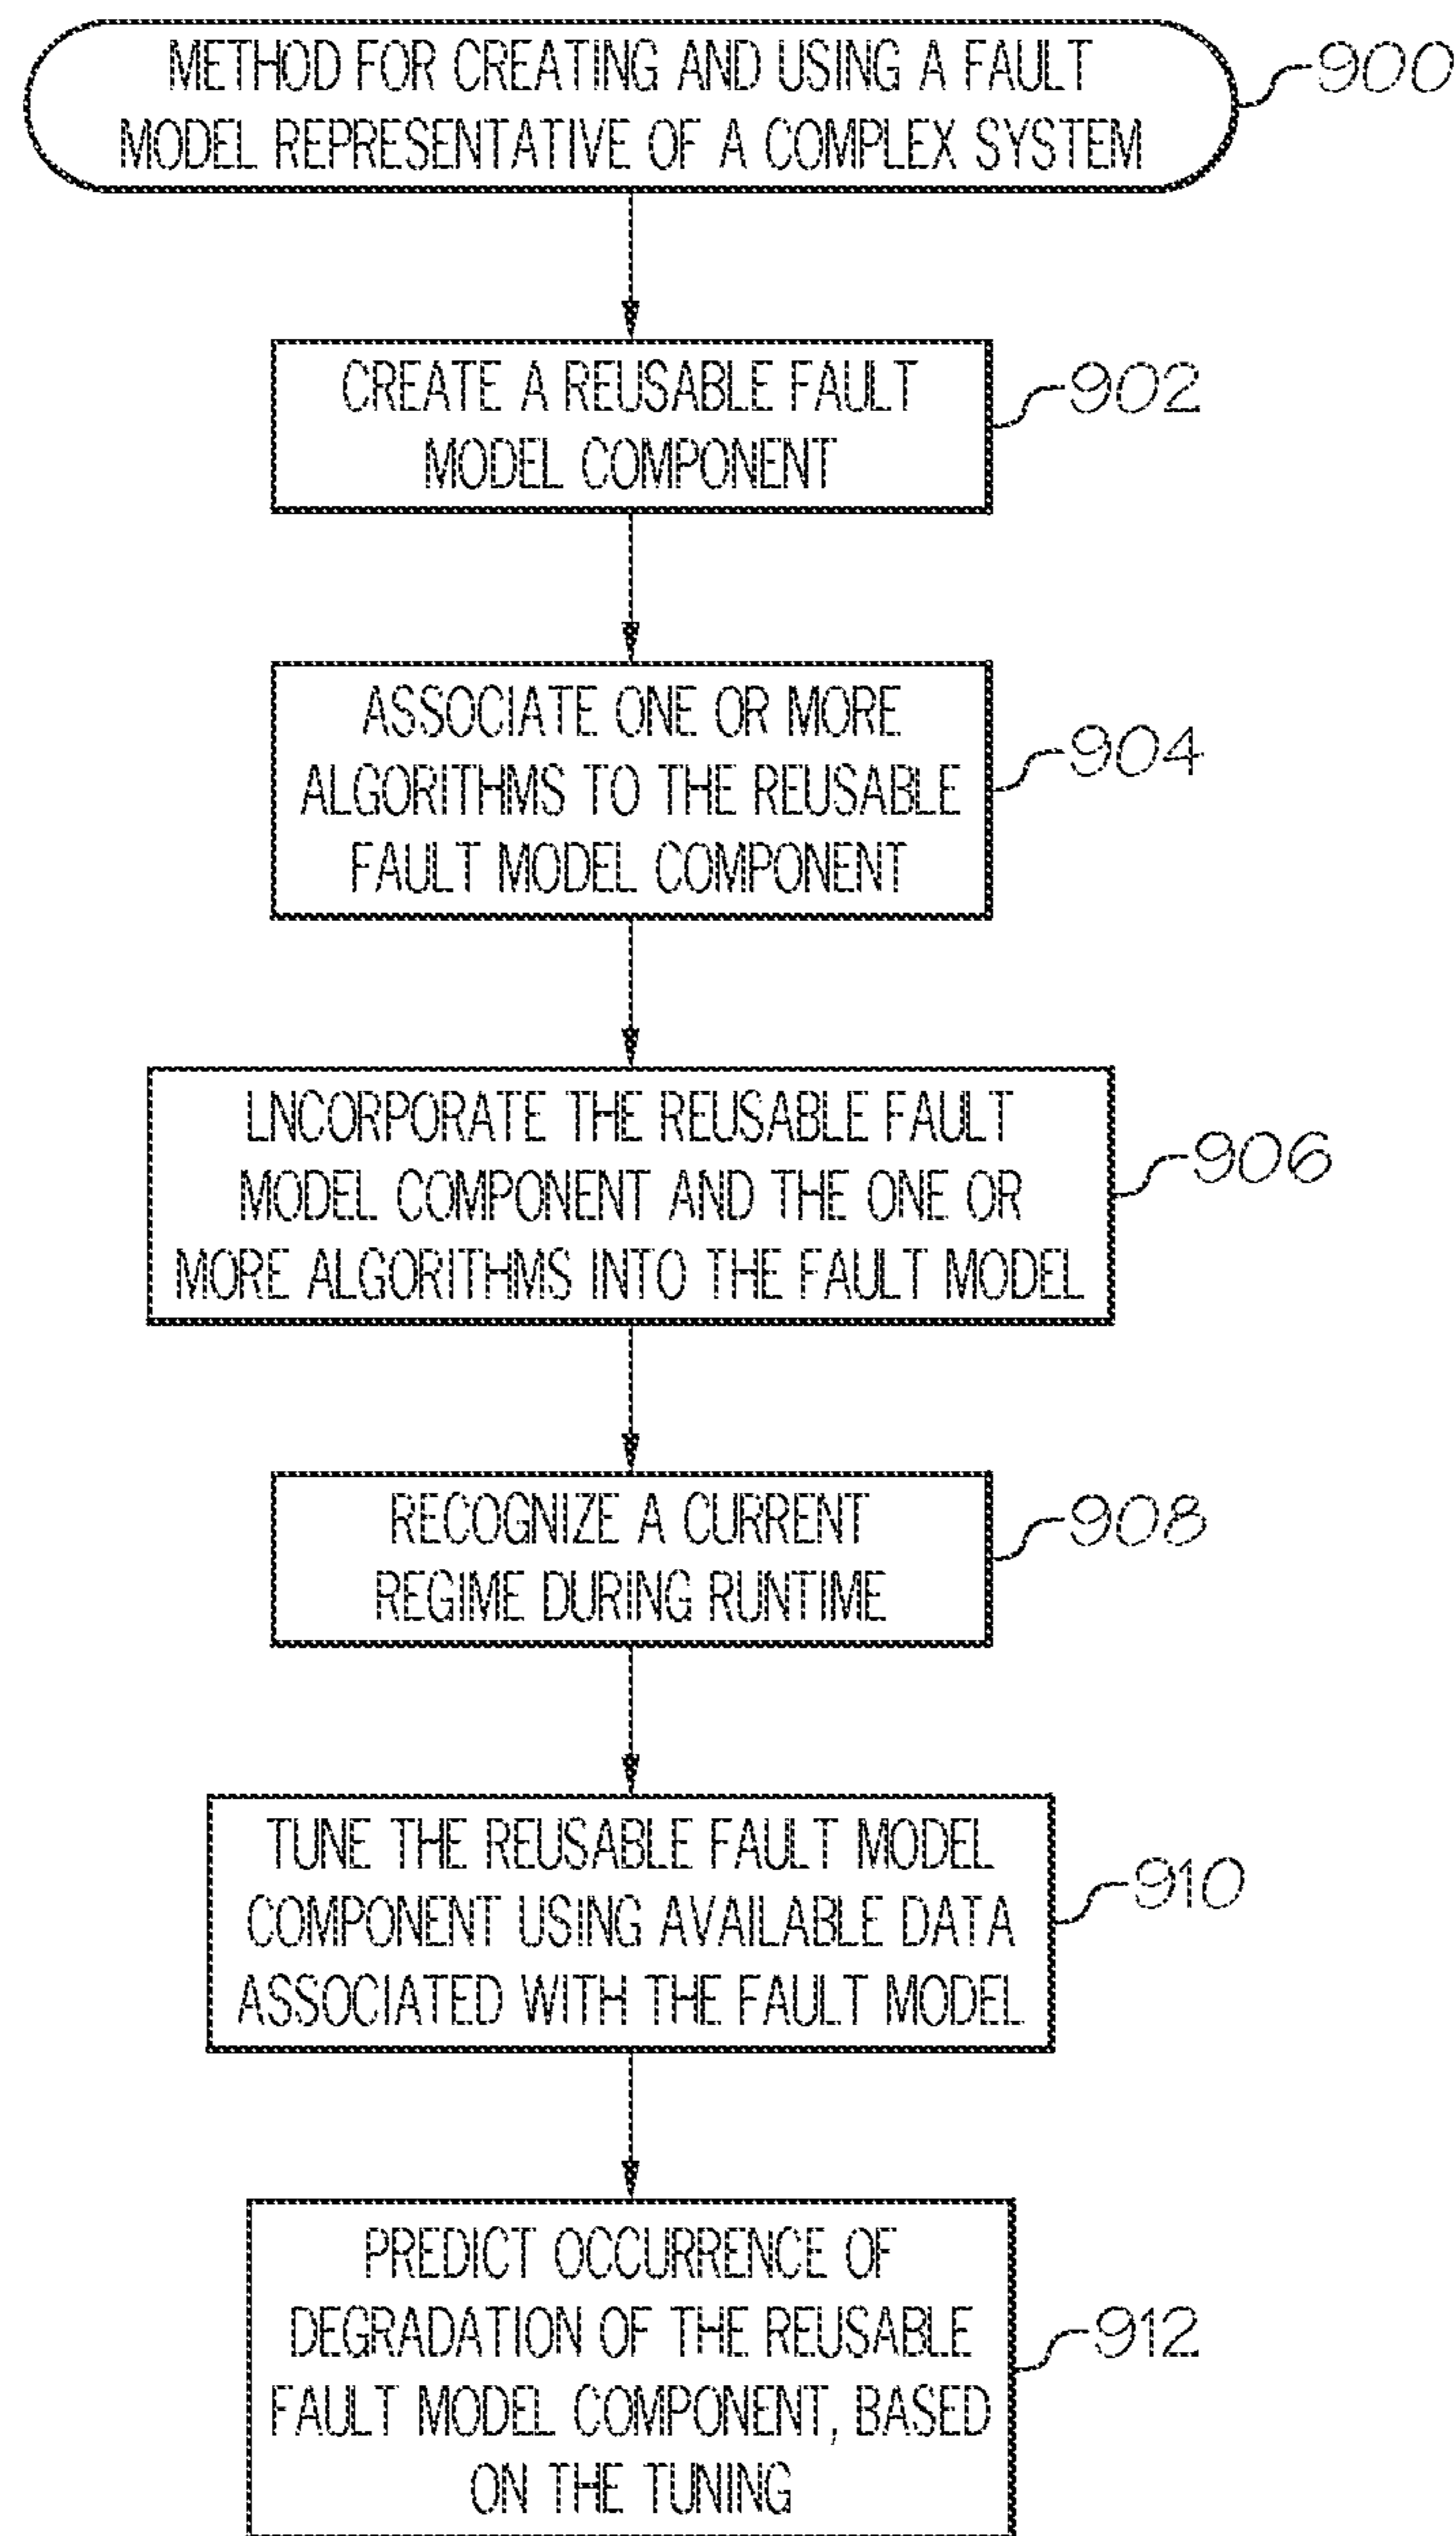 METHOD FOR CREATING AND USING A FAULT
MODEL REPRESENTATIVE OF A COMPLEX SYSTEM
900
CREATE A REUSABLE FAULT
MODEL COMPONENT
902
ASSOCIATE ONE OR MORE
ALGORITHMS TO THE REUSABLE
FAULT MODEL COMPONENT
904
LNCORPORATE THE REUSABLE FAULT
MODEL COMPONENT AND THE ONE OR
MORE ALGORITHMS INTO THE FAULT MODEL
906
RECOGNIZE A CURRENT
REGIME DURING RUNTIME
908
TUNE THE REUSABLE FAULT MODEL
COMPONENT USING AVAILABLE DATA
ASSOCIATED WITH THE FAULT MODEL
910
PREDICT OCCURRENCE OF
DEGRADATION OF THE REUSABLE
FAULT MODEL COMPONENT, BASED
ON THE TUNING
912